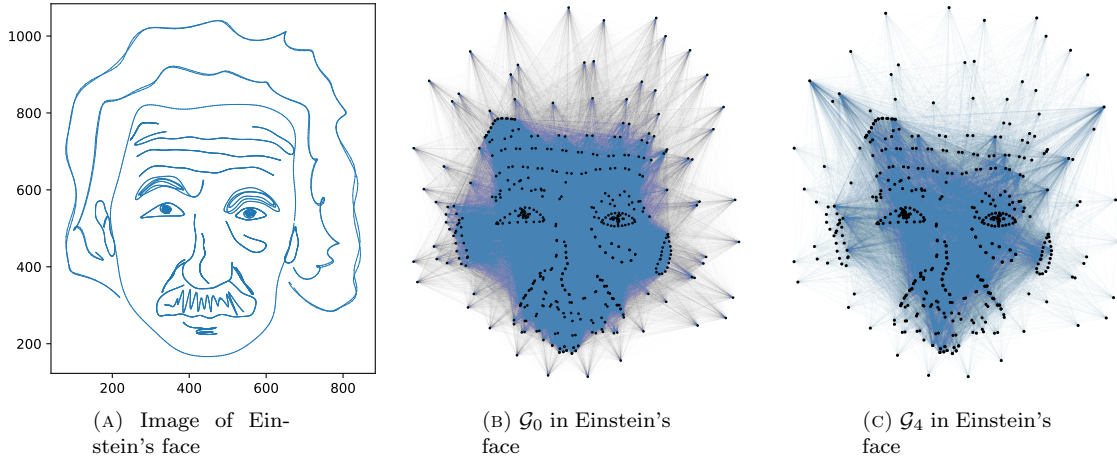 1000
800
600
400
200
200 400 600 800
(A) Image of Ein-
stein's face
(B) 𝒢₀ in Einstein's
face
(C) 𝒢₄ in Einstein's
face